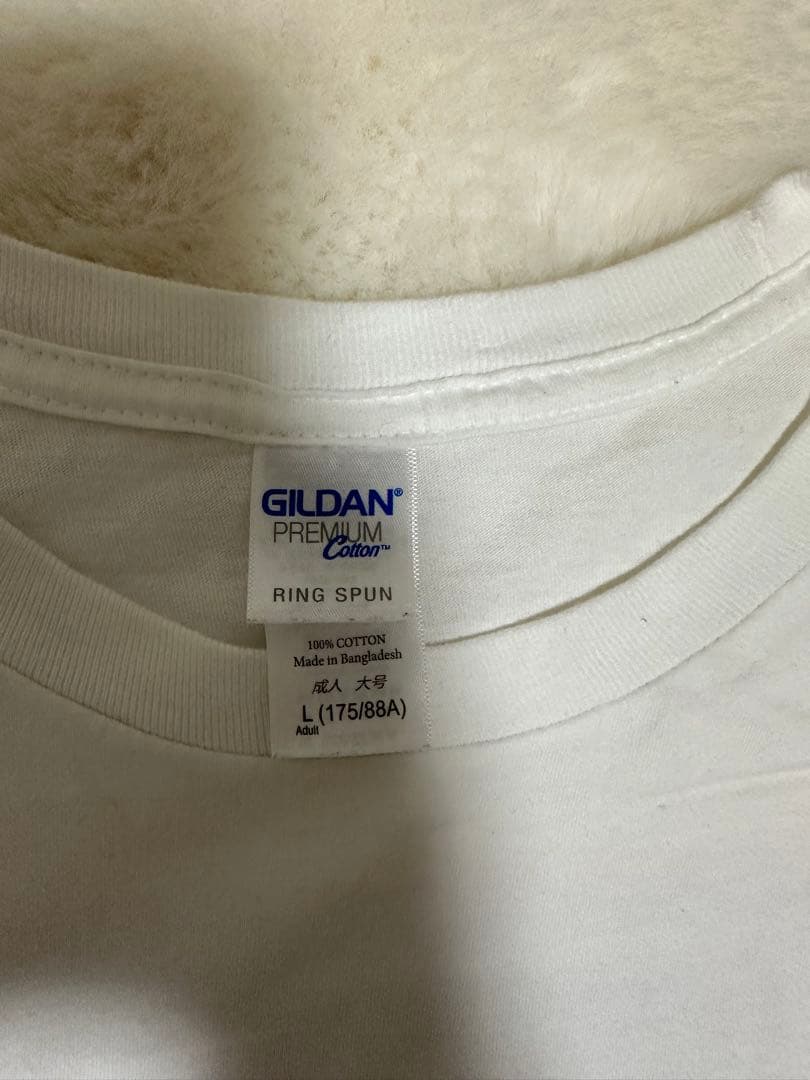 GILDAN®
PREMIUM
Cotton™
RING SPUN
100% COTTON
Made in Bangladesh
成人 大号
L (175/88A)
Adult